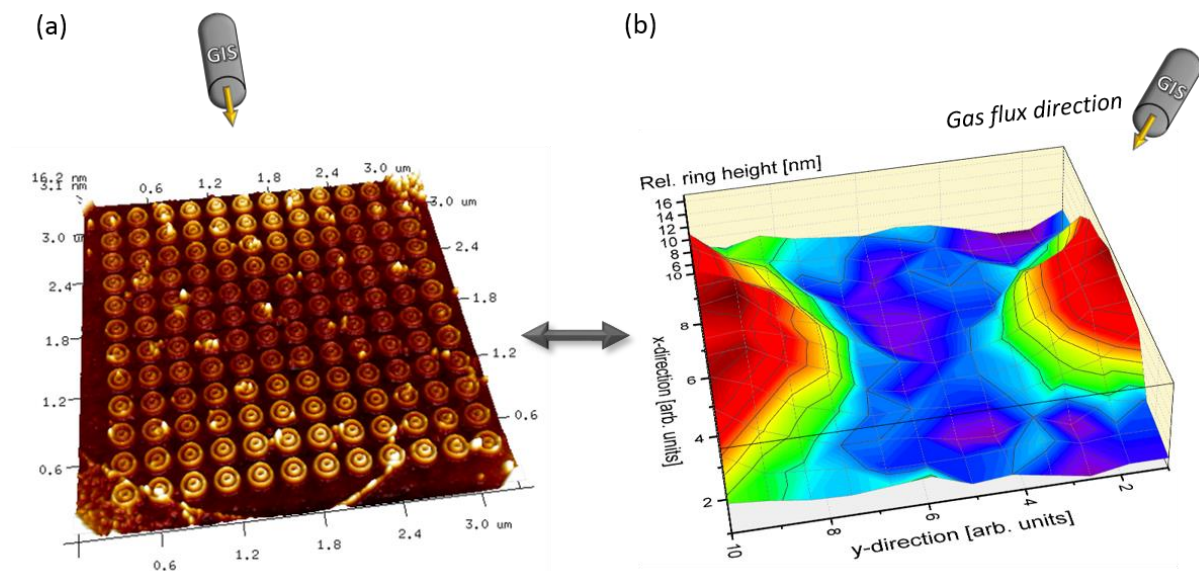 (a)
GIS
16.2 nm
3.1 nm
0.6
1.2
1.8
2.4
3.0 um
3.0 um
2.4
1.8
1.2
0.6
3.0 u
2.4
1.8
1.2
0.6
0.6
1.2
1.8
2.4
3.0 um
(b)
GIS
Gas flux direction
Rel. ring height [nm]
16
14
12
10
8
6
10
8
6
4
2
x-direction [arb. units]
10
8
6
4
2
y-direction [arb. units]